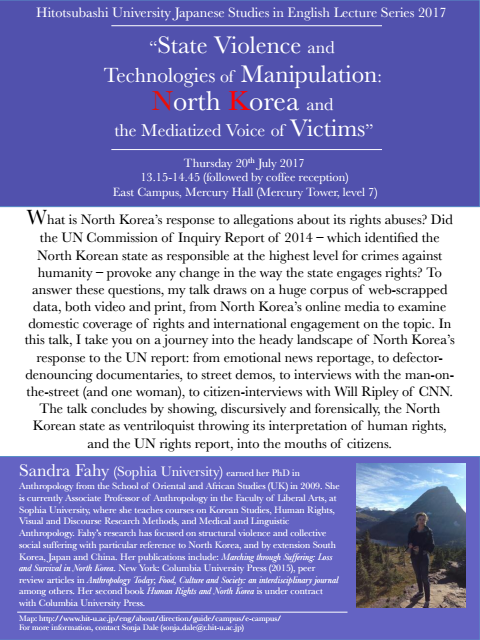 Hitotsubashi University Japanese Studies in English Lecture Series 2017
“State Violence and
Technologies of Manipulation:
North Korea and
the Mediatized Voice of Victims”
Thursday 20th July 2017
13.15-14.45 (followed by coffee reception)
East Campus, Mercury Hall (Mercury Tower, level 7)
What is North Korea’s response to allegations about its rights abuses? Did
the UN Commission of Inquiry Report of 2014 – which identified the
North Korean state as responsible at the highest level for crimes against
humanity – provoke any change in the way the state engages rights? To
answer these questions, my talk draws on a huge corpus of web-scrapped
data, both video and print, from North Korea’s online media to examine
domestic coverage of rights and international engagement on the topic. In
this talk, I take you on a journey into the heady landscape of North Korea’s
response to the UN report: from emotional news reportage, to defector-
denouncing documentaries, to street demos, to interviews with the man-on-
the-street (and one woman), to citizen-interviews with Will Ripley of CNN.
The talk concludes by showing, discursively and forensically, the North
Korean state as ventriloquist throwing its interpretation of human rights,
and the UN rights report, into the mouths of citizens.
Sandra Fahy (Sophia University) earned her PhD in
Anthropology from the School of Oriental and African Studies (UK) in 2009. She
is currently Associate Professor of Anthropology in the Faculty of Liberal Arts, at
Sophia University, where she teaches courses on Korean Studies, Human Rights,
Visual and Discourse Research Methods, and Medical and Linguistic
Anthropology. Fahy’s research has focused on structural violence and collective
social suffering with particular reference to North Korea, and by extension South
Korea, Japan and China. Her publications include: Marching through Suffering: Loss
and Survival in North Korea. New York: Columbia University Press (2015), peer
review articles in Anthropology Today, Food, Culture and Society: an interdisciplinary journal
among others. Her second book Human Rights and North Korea is under contract
with Columbia University Press.
Map: http://www.hit-u.ac.jp/eng/about/direction/guide/campus/e-campus/
For more information, contact Sonja Dale (sonja.dale@r.hit-u.ac.jp)